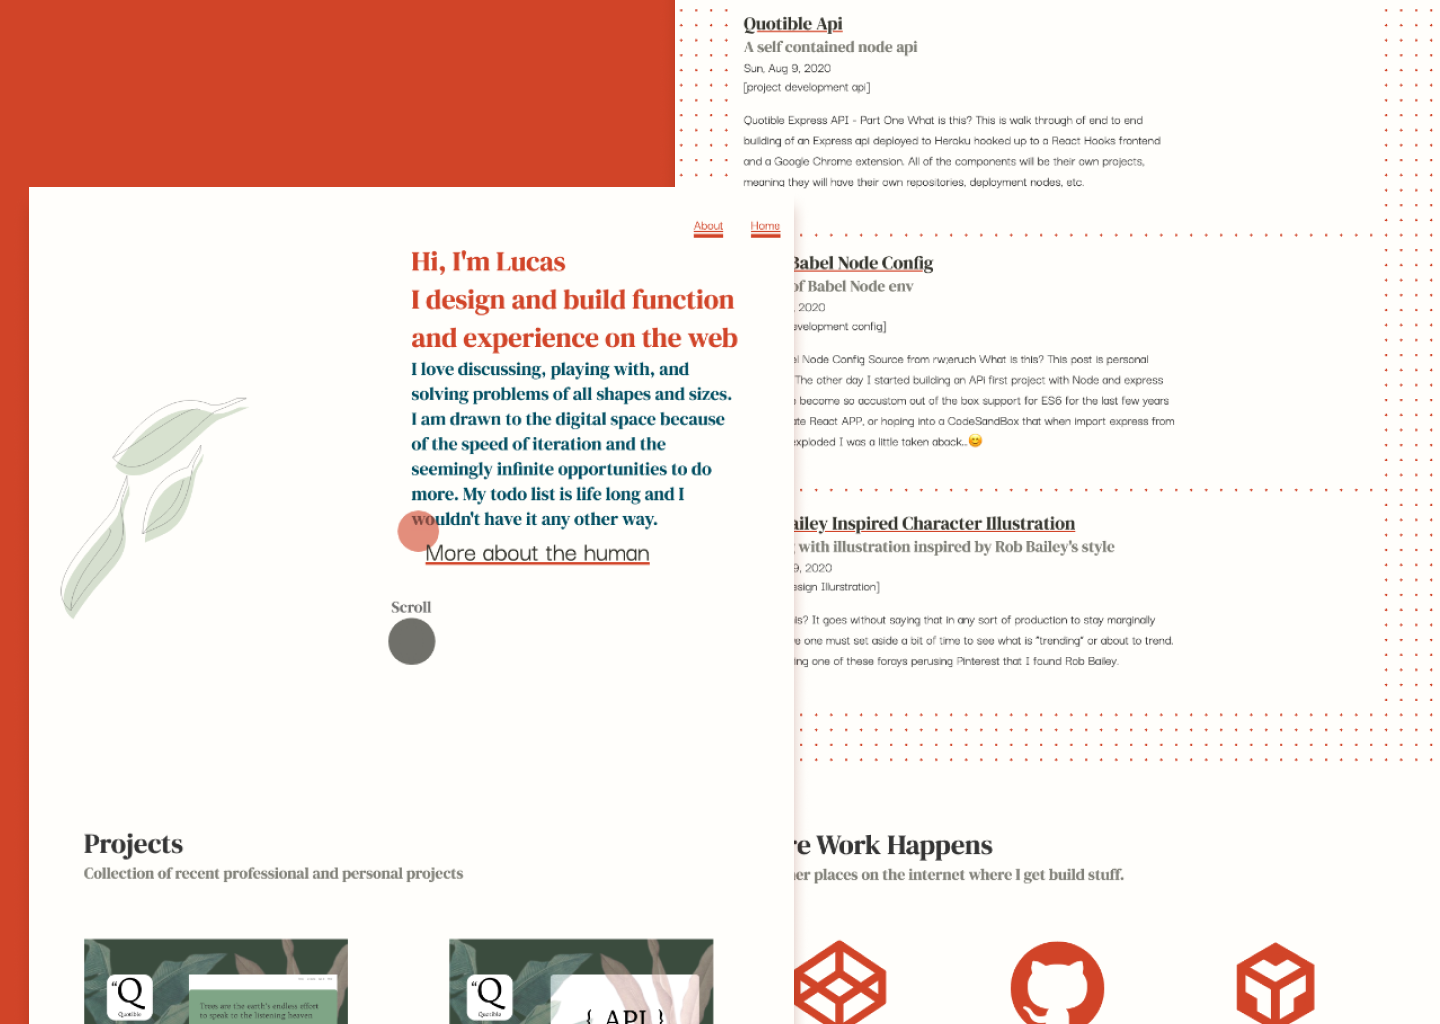 Quotible Api
A self contained node api
Sun, Aug 9, 2020
[project development api]
Quotible Express API - Part One What is this? This is walk through of end to end
building of an Express api deployed to Heroku hooked up to a React Hooks frontend
and a Google Chrome extension. All of the components will be their own projects,
meaning they will have their own repositories, deployment nodes, etc.
Babel Node Config
of Babel Node env
, 2020
evelopment config]
el Node Config Source from rwjeruch What is this? This post is personal
The other day I started building an APi first project with Node and express
become so accustom out of the box support for ES6 for the last few years
ate React APP, or hoping into a CodeSandBox that when import express from
exploded I was a little taken aback...😊
ailey Inspired Character Illustration
with illustration inspired by Rob Bailey's style
9, 2020
esign Illurstration]
is? It goes without saying that in any sort of production to stay marginally
e one must set aside a bit of time to see what is "trending" or about to trend.
ing one of these forays perusing Pinterest that I found Rob Bailey.
re Work Happens
er places on the internet where I get build stuff.
About Home
Hi, I'm Lucas
I design and build function
and experience on the web
I love discussing, playing with, and
solving problems of all shapes and sizes.
I am drawn to the digital space because
of the speed of iteration and the
seemingly infinite opportunities to do
more. My todo list is life long and I
wouldn't have it any other way.
More about the human
Scroll
Projects
Collection of recent professional and personal projects
“Q
Quotible
Trees are the earth's endless effort
to speak to the listening heaven
“Q
Quotible
{ API }